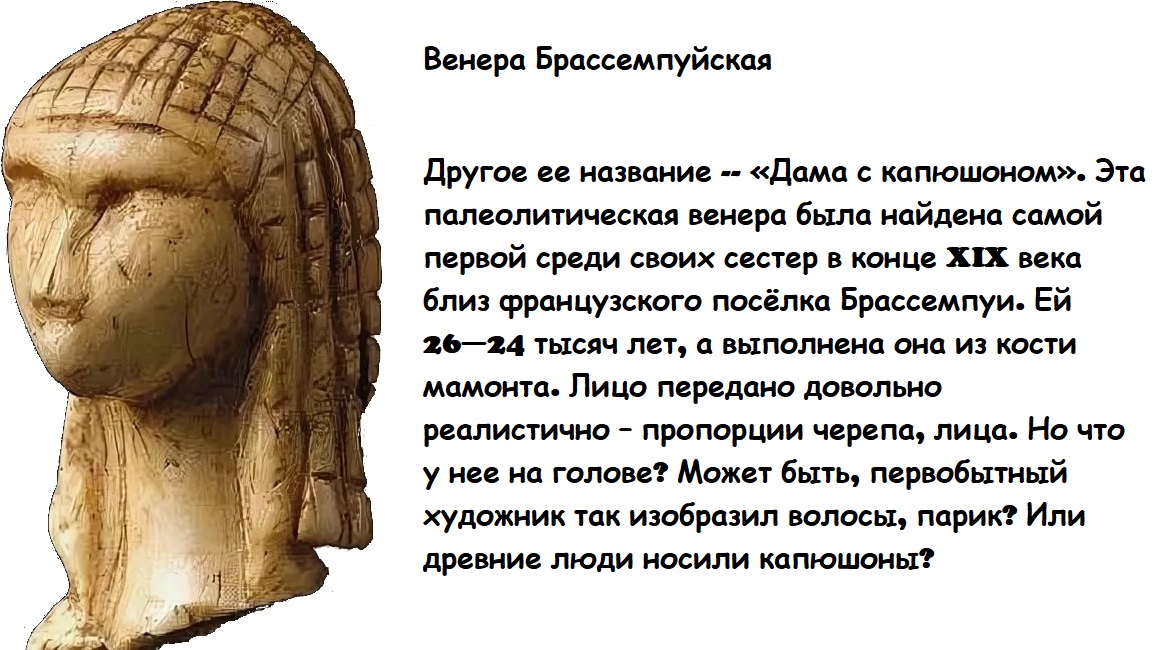 Венера Брассемпуйская
Другое ее название -- «Дама с капюшоном». Эта
палеолитическая венера была найдена самой
первой среди своих сестер в конце XIX века
близ французского посёлка Брассемпуи. Ей
26—24 тысяч лет, а выполнена она из кости
мамонта. Лицо передано довольно
реалистично – пропорции черепа, лица. Но что
у нее на голове? Может быть, первобытный
художник так изобразил волосы, парик? Или
древние люди носили капюшоны?